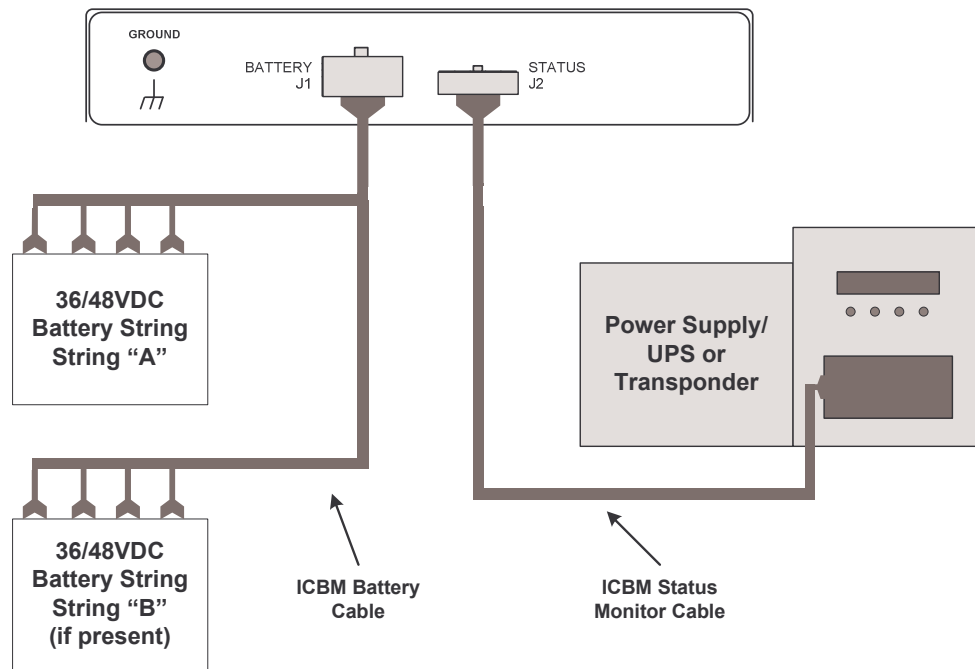 GROUND
BATTERY
J1
STATUS
J2
36/48VDC
Battery String
String “A”
Power Supply/
UPS or
Transponder
36/48VDC
Battery String
String “B”
(if present)
ICBM Battery
Cable
ICBM Status
Monitor Cable